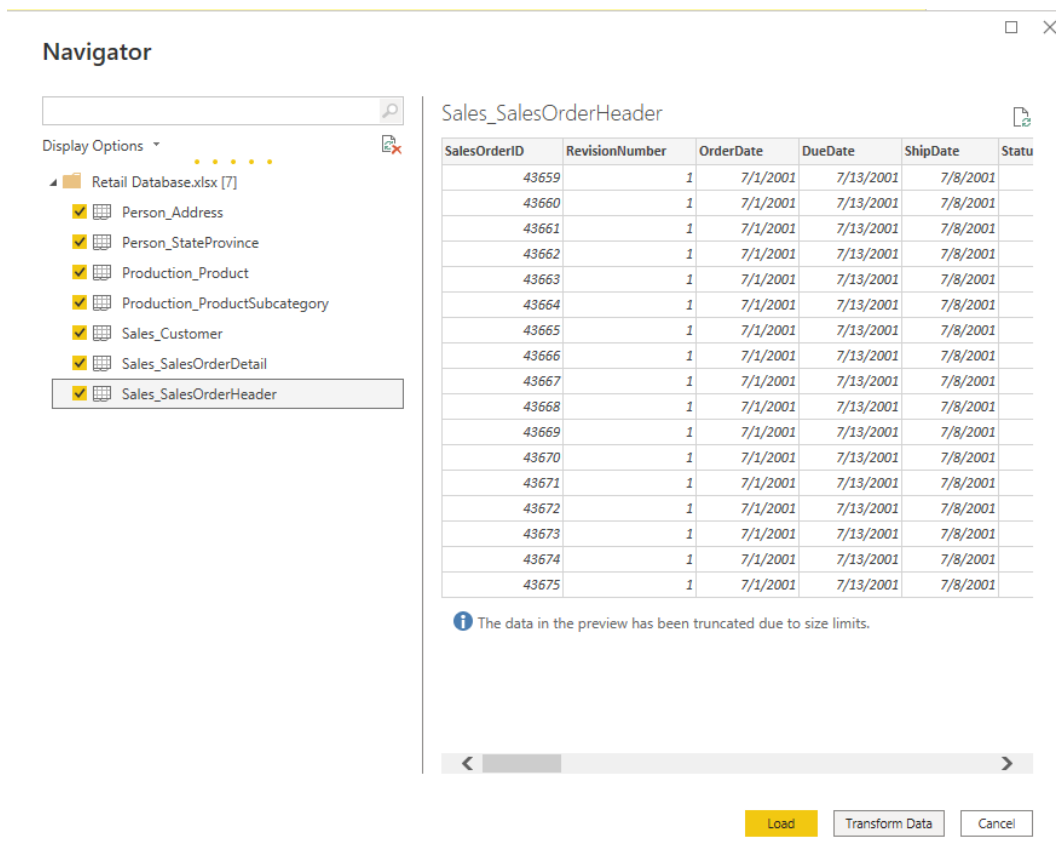 Navigator
Display Options
Retail Database.xlsx [7]
Person_Address
Person_StateProvince
Production_Product
Production_ProductSubcategory
Sales_Customer
Sales_SalesOrderDetail
Sales_SalesOrderHeader
Sales_SalesOrderHeader
SalesOrderID RevisionNumber OrderDate DueDate ShipDate Statu
43659 1 7/1/2001 7/13/2001 7/8/2001
43660 1 7/1/2001 7/13/2001 7/8/2001
43661 1 7/1/2001 7/13/2001 7/8/2001
43662 1 7/1/2001 7/13/2001 7/8/2001
43663 1 7/1/2001 7/13/2001 7/8/2001
43664 1 7/1/2001 7/13/2001 7/8/2001
43665 1 7/1/2001 7/13/2001 7/8/2001
43666 1 7/1/2001 7/13/2001 7/8/2001
43667 1 7/1/2001 7/13/2001 7/8/2001
43668 1 7/1/2001 7/13/2001 7/8/2001
43669 1 7/1/2001 7/13/2001 7/8/2001
43670 1 7/1/2001 7/13/2001 7/8/2001
43671 1 7/1/2001 7/13/2001 7/8/2001
43672 1 7/1/2001 7/13/2001 7/8/2001
43673 1 7/1/2001 7/13/2001 7/8/2001
43674 1 7/1/2001 7/13/2001 7/8/2001
43675 1 7/1/2001 7/13/2001 7/8/2001
The data in the preview has been truncated due to size limits.
Load Transform Data Cancel